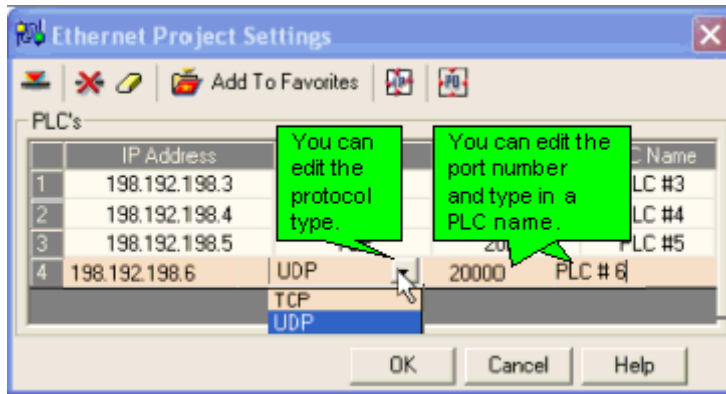 Ethernet Project Settings
Add To Favorites
PLC's
IP Address
C Name
You can
edit the
protocol
type.
You can edit the
port number
and type in a
PLC name.
1 198.192.198.3 LC #3
2 198.192.198.4 LC #4
3 198.192.198.5 20 PLC #5
4 198.192.198.6 UDP 20000 PLC # 6
TCP
UDP
OK Cancel Help